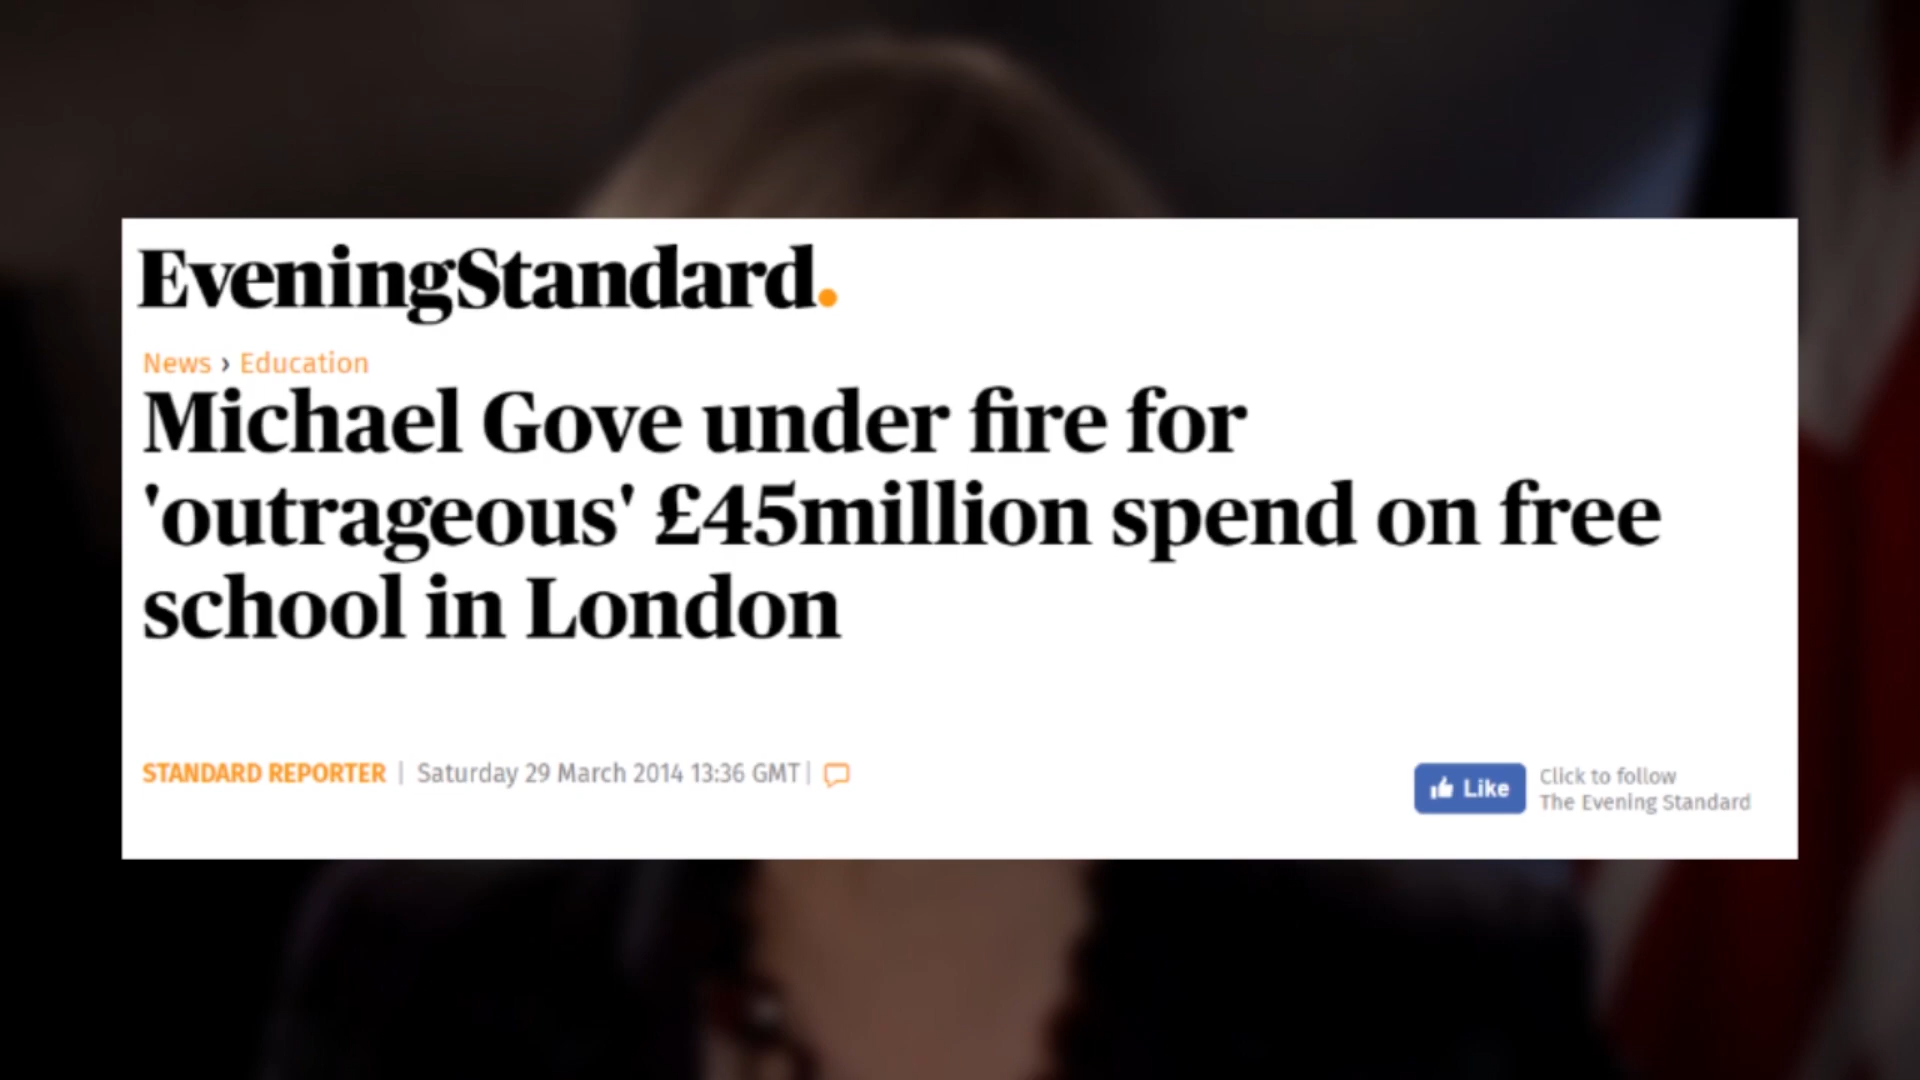 EveningStandard.
News › Education
Michael Gove under fire for
'outrageous' £45million spend on free
school in London
STANDARD REPORTER | Saturday 29 March 2014 13:36 GMT |
Like
Click to follow
The Evening Standard